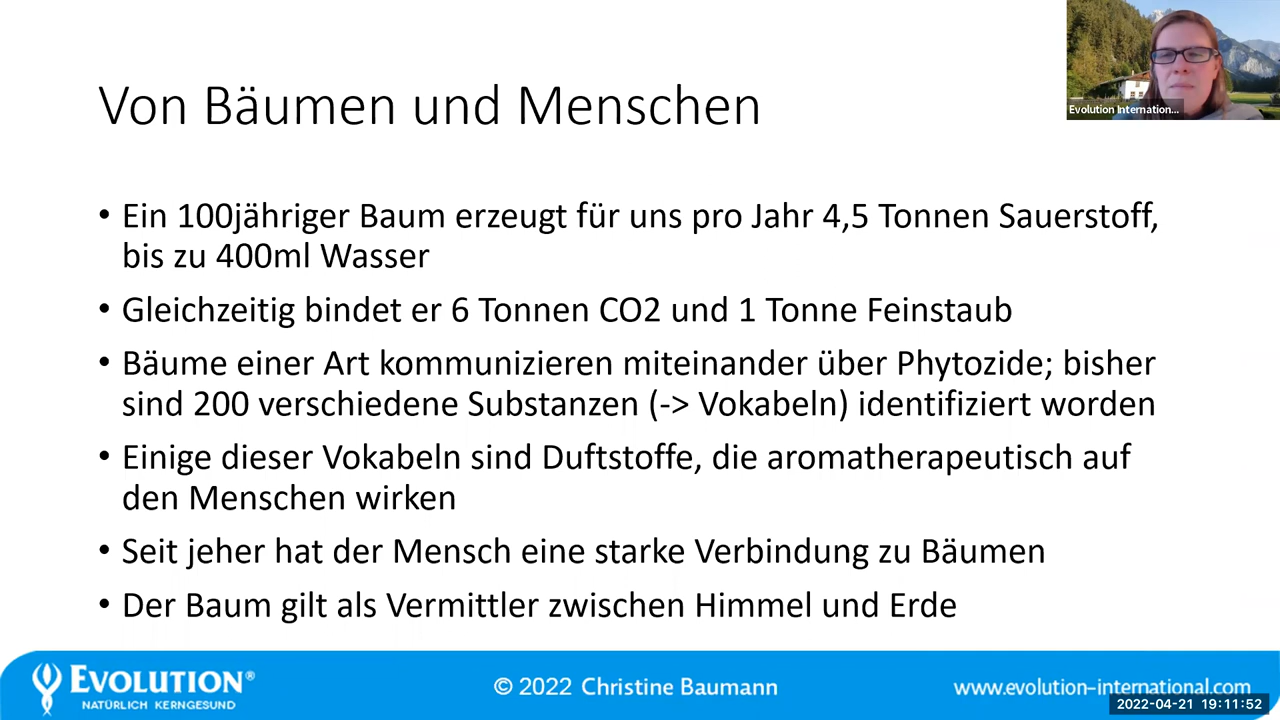 Evolution Internation...
Von Bäumen und Menschen
• Ein 100jähriger Baum erzeugt für uns pro Jahr 4,5 Tonnen Sauerstoff,
bis zu 400ml Wasser
• Gleichzeitig bindet er 6 Tonnen CO2 und 1 Tonne Feinstaub
• Bäume einer Art kommunizieren miteinander über Phytozide; bisher
sind 200 verschiedene Substanzen (-> Vokabeln) identifiziert worden
• Einige dieser Vokabeln sind Duftstoffe, die aromatherapeutisch auf
den Menschen wirken
• Seit jeher hat der Mensch eine starke Verbindung zu Bäumen
• Der Baum gilt als Vermittler zwischen Himmel und Erde
EVOLUTION®
NATÜRLICH KERNGESUND
© 2022 Christine Baumann
www.evolution-international.com
2022-04-21 19:11:52